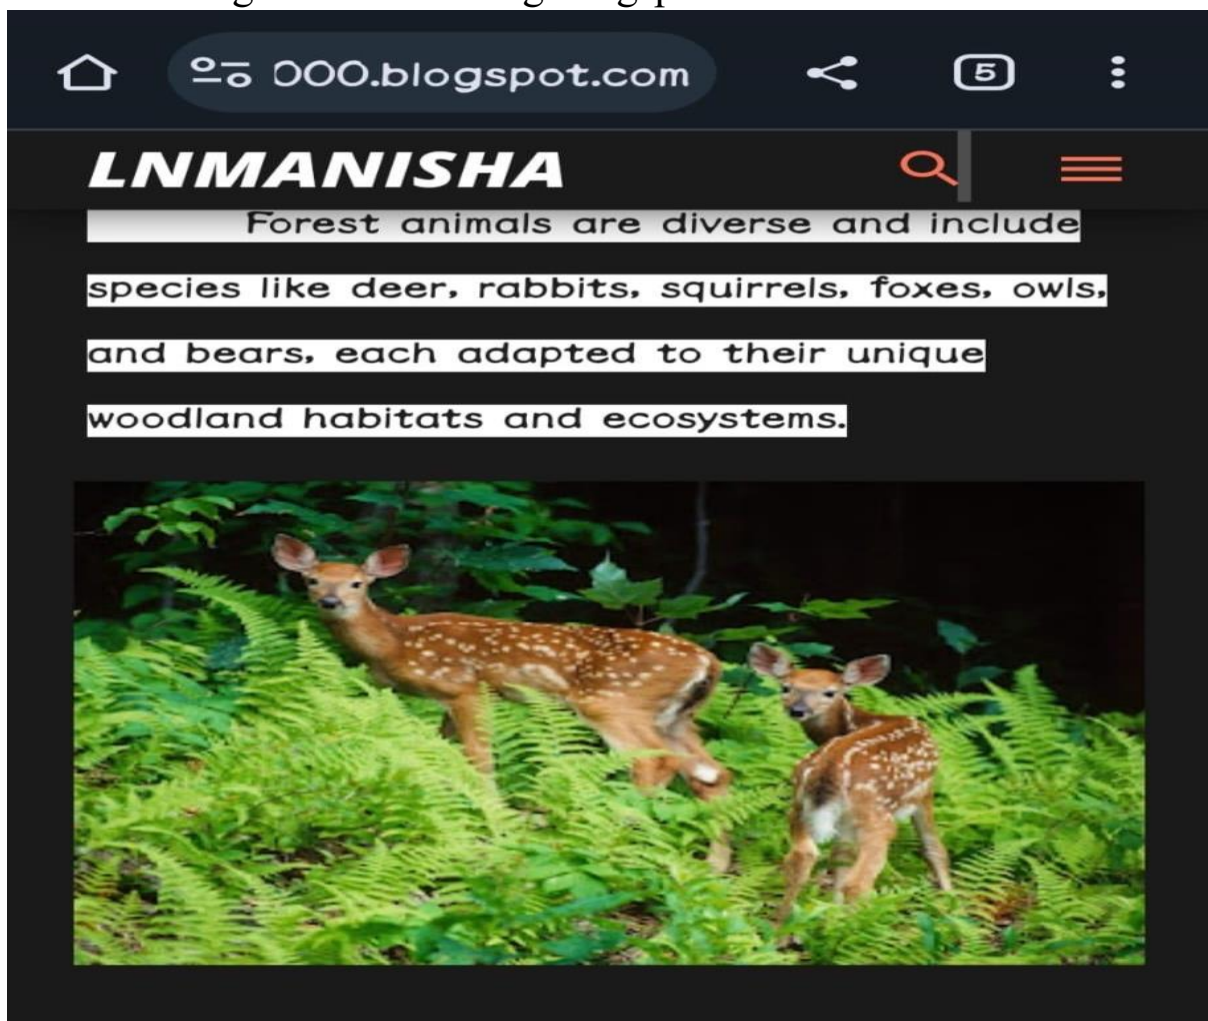 000.blogspot.com
5
LNMANISHA
Forest animals are diverse and include
species like deer, rabbits, squirrels, foxes, owls,
and bears, each adapted to their unique
woodland habitats and ecosystems.